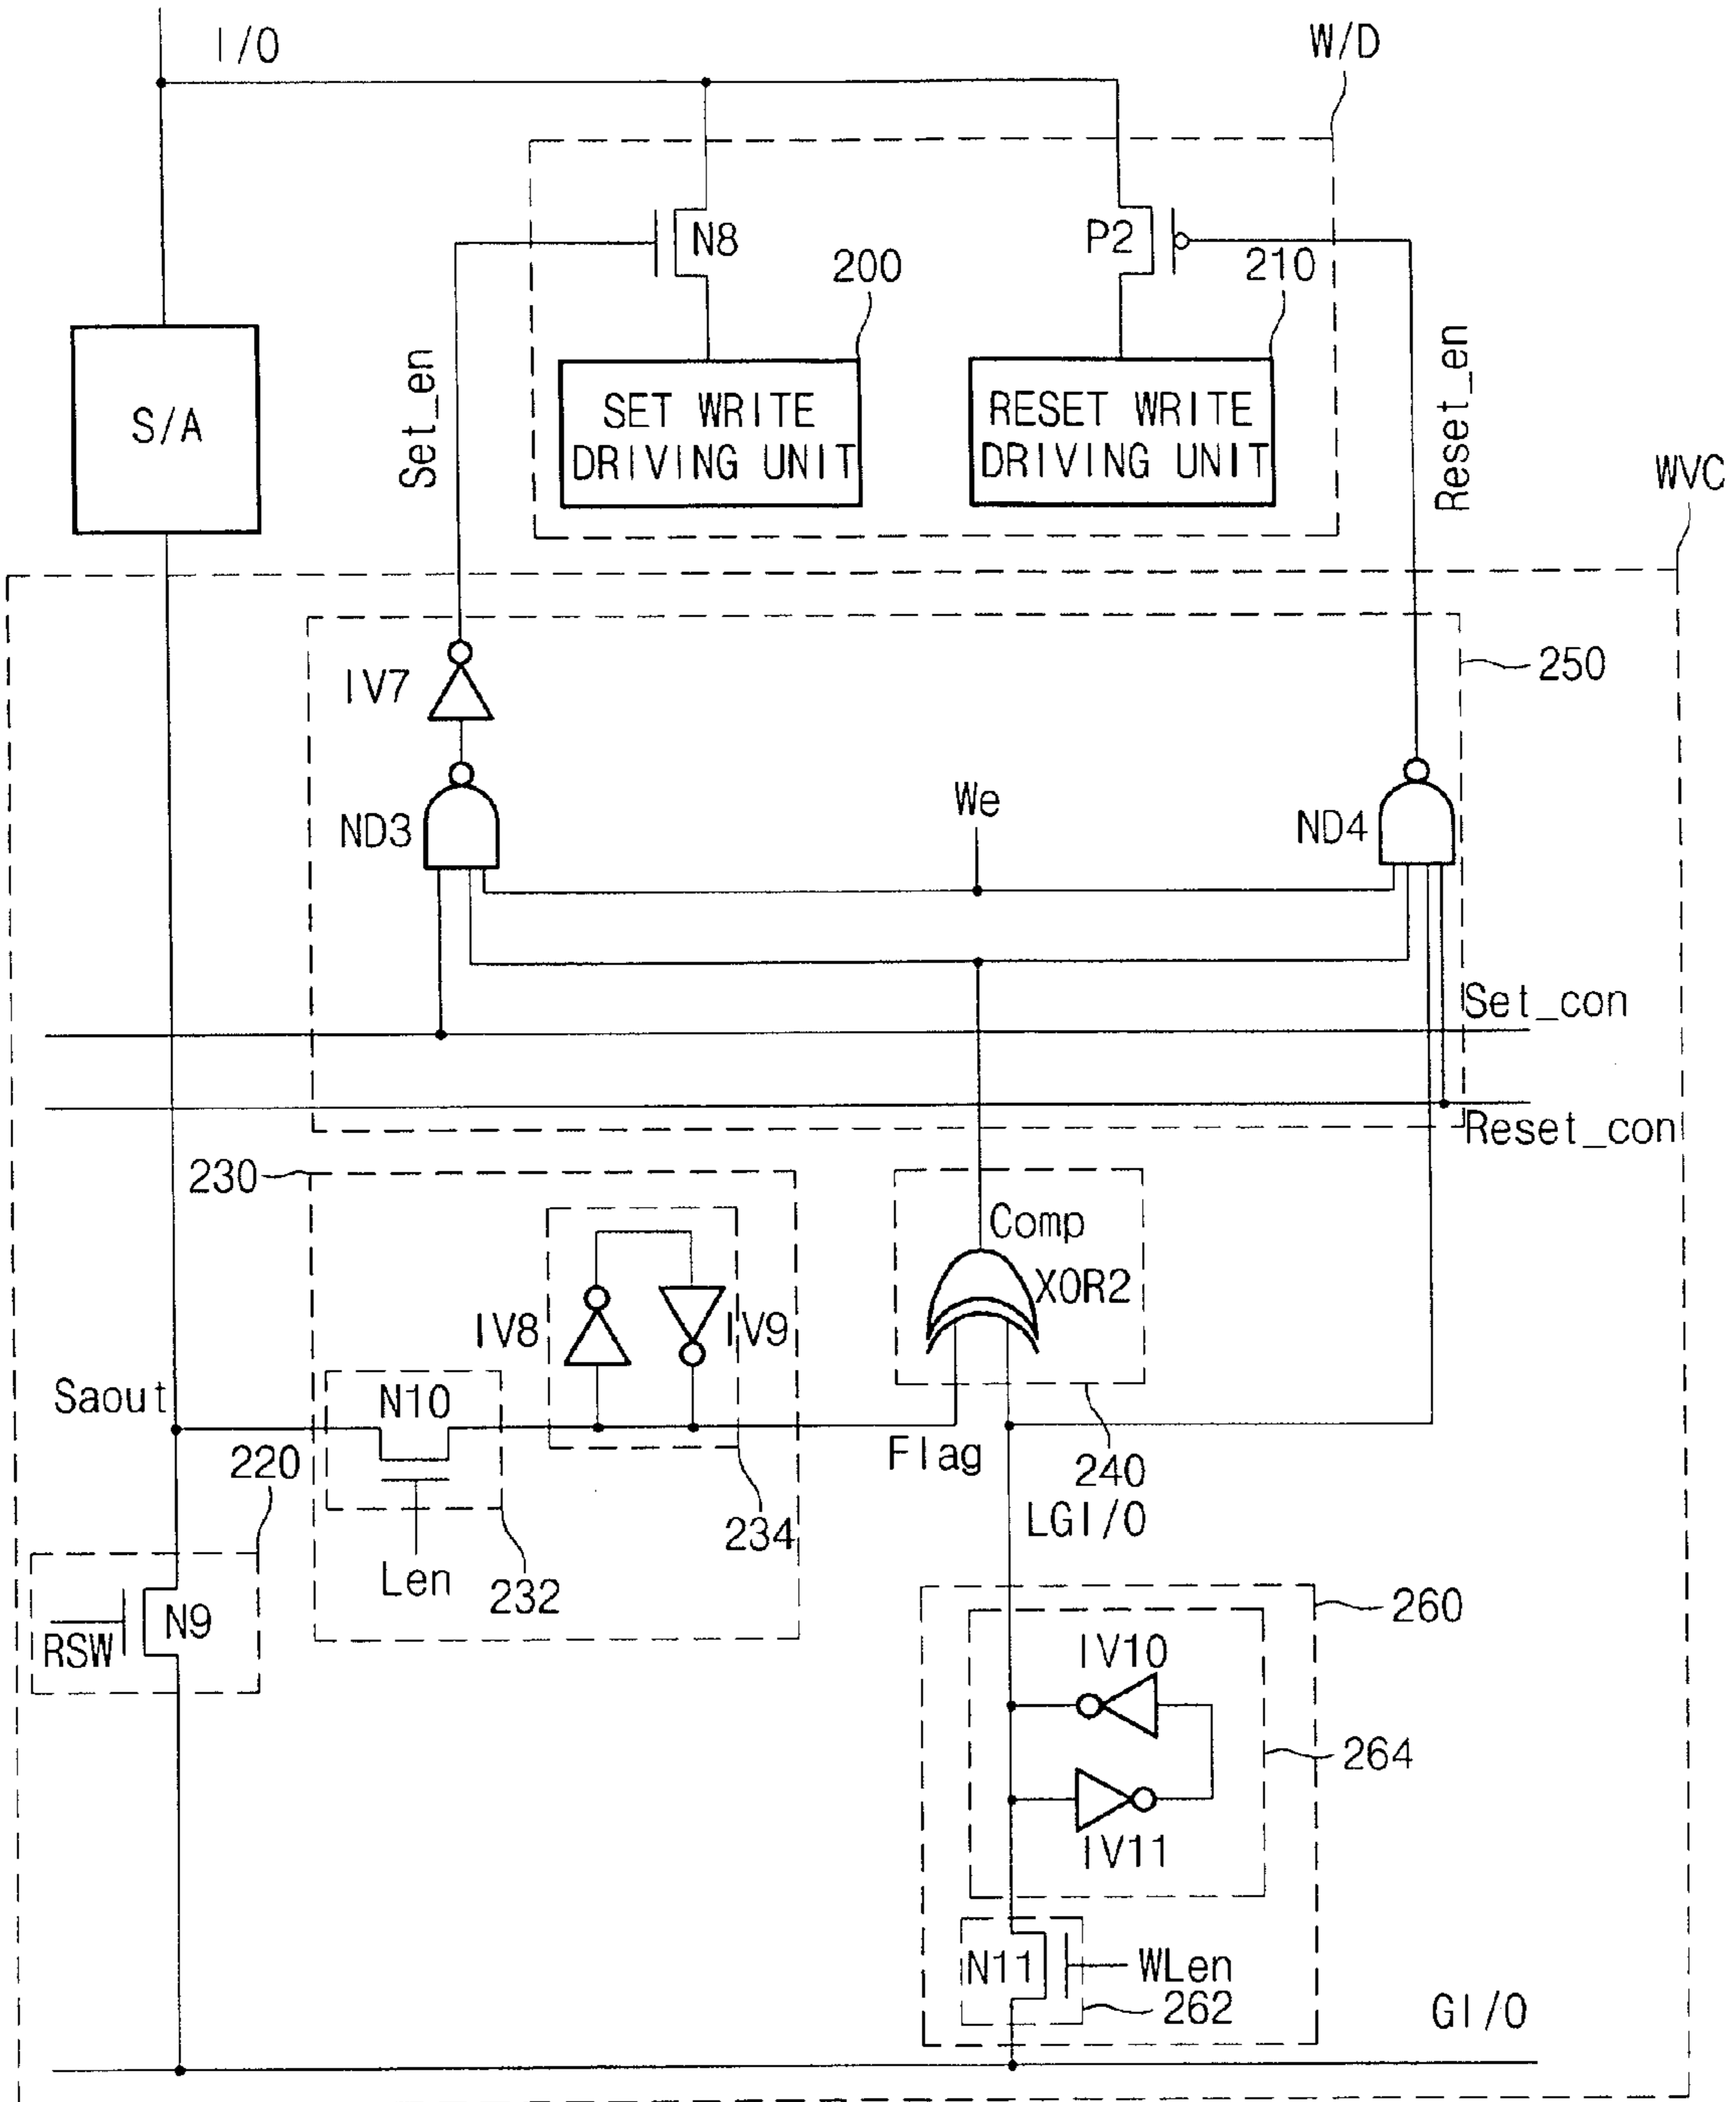 I/O
W/D
N8
P2
200
210
Set_en
Reset_en
S/A
SET WRITE
DRIVING UNIT
RESET WRITE
DRIVING UNIT
WVC
IV7
250
We
ND3
ND4
Set_con
Reset_con
230
Comp
XOR2
IV8
IV9
Saout
N10
Flag
220
240
234
LGI/O
Len
232
RSW
N9
260
IV10
264
IV11
N11
WLen
262
GI/O